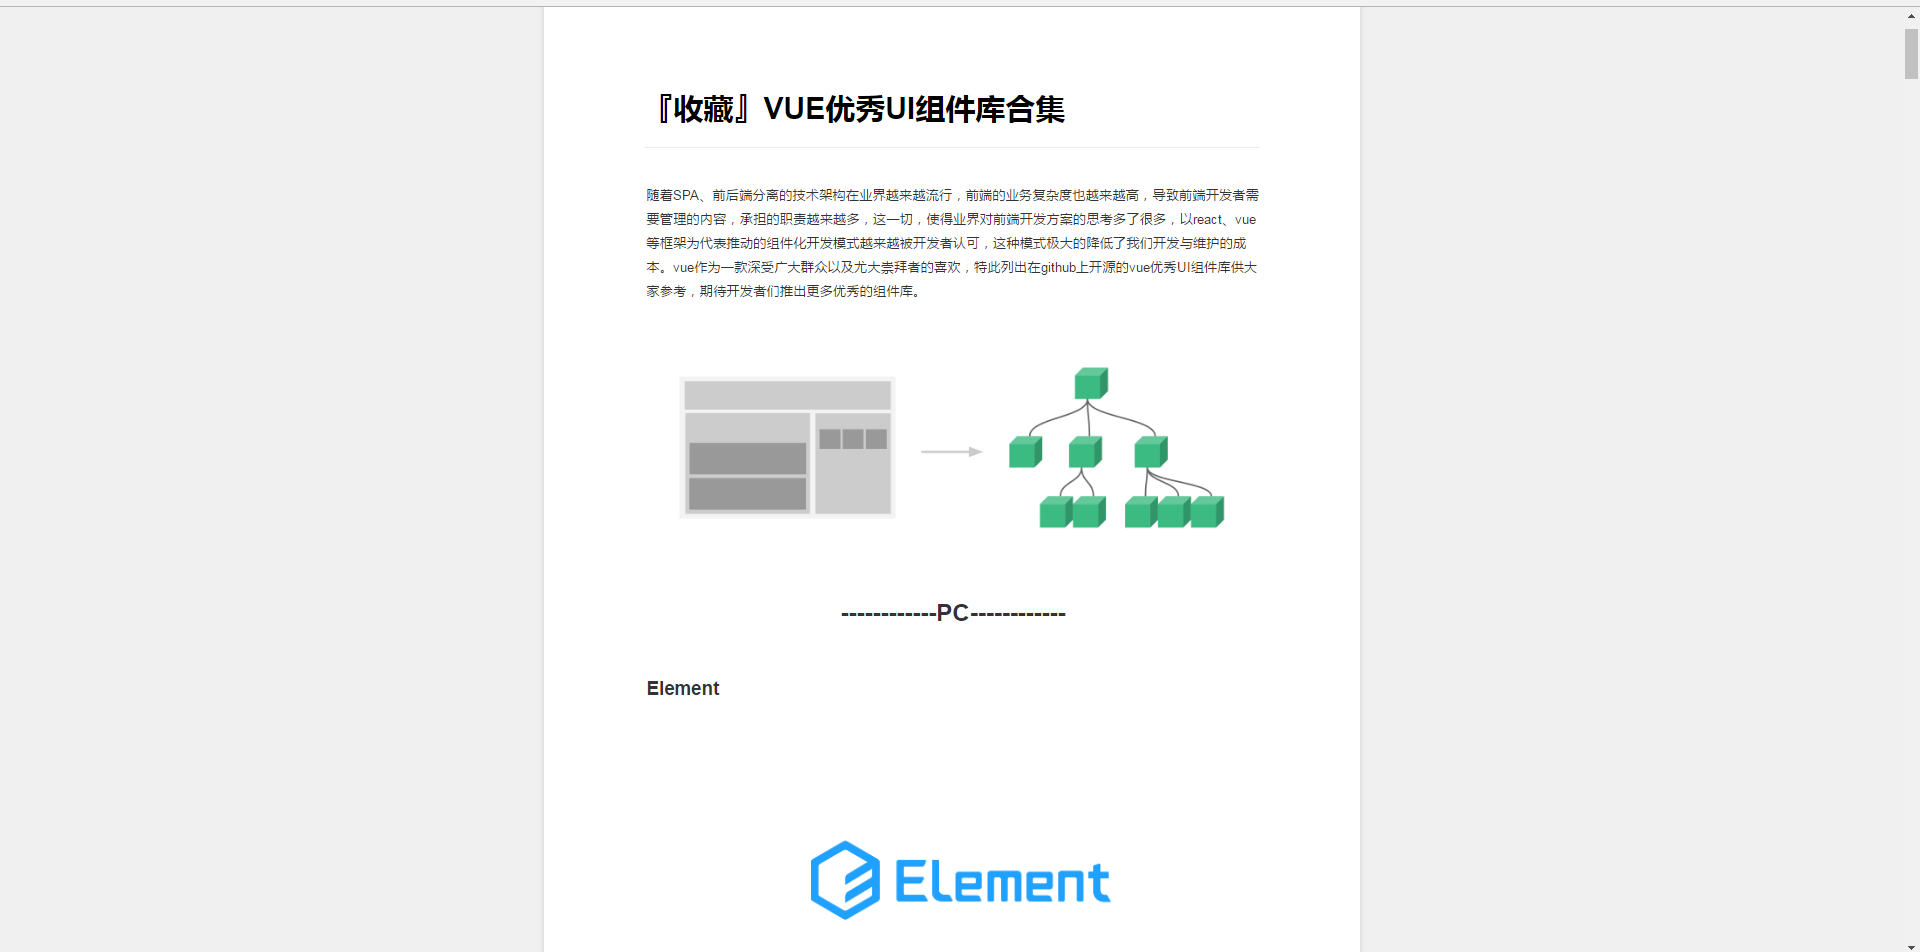 『收藏』VUE优秀UI组件库合集
随着SPA、前后端分离的技术架构在业界越来越流行，前端的业务复杂度也越来越高，导致前端开发者需
要管理的内容，承担的职责越来越多，这一切，使得业界对前端开发方案的思考多了很多，以react、vue
等框架为代表推动的组件化开发模式越来越被开发者认可，这种模式极大的降低了我们开发与维护的成
本。vue作为一款深受广大群众以及尤大崇拜者的喜欢，特此列出在github上开源的vue优秀UI组件库供大
家参考，期待开发者们推出更多优秀的组件库。
------------PC------------
Element
Element